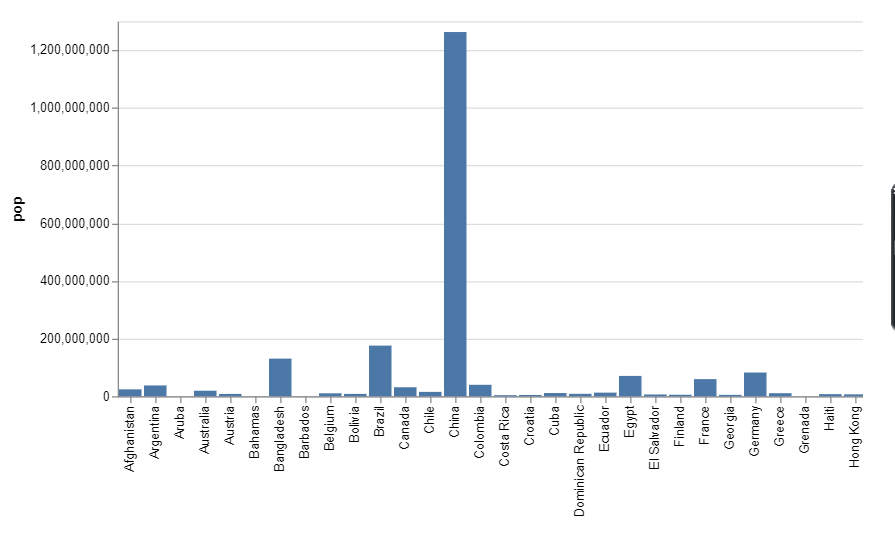 1,200,000,000
1,000,000,000
800,000,000
600,000,000
400,000,000
200,000,000
0
pop
Afghanistan
Argentina
Aruba
Australia
Austria
Bahamas
Bangladesh
Barbados
Belgium
Bolivia
Brazil
Canada
Chile
China
Colombia
Costa Rica
Croatia
Cuba
Dominican Republic
Ecuador
Egypt
El Salvador
Finland
France
Georgia
Germany
Greece
Grenada
Haiti
Hong Kong